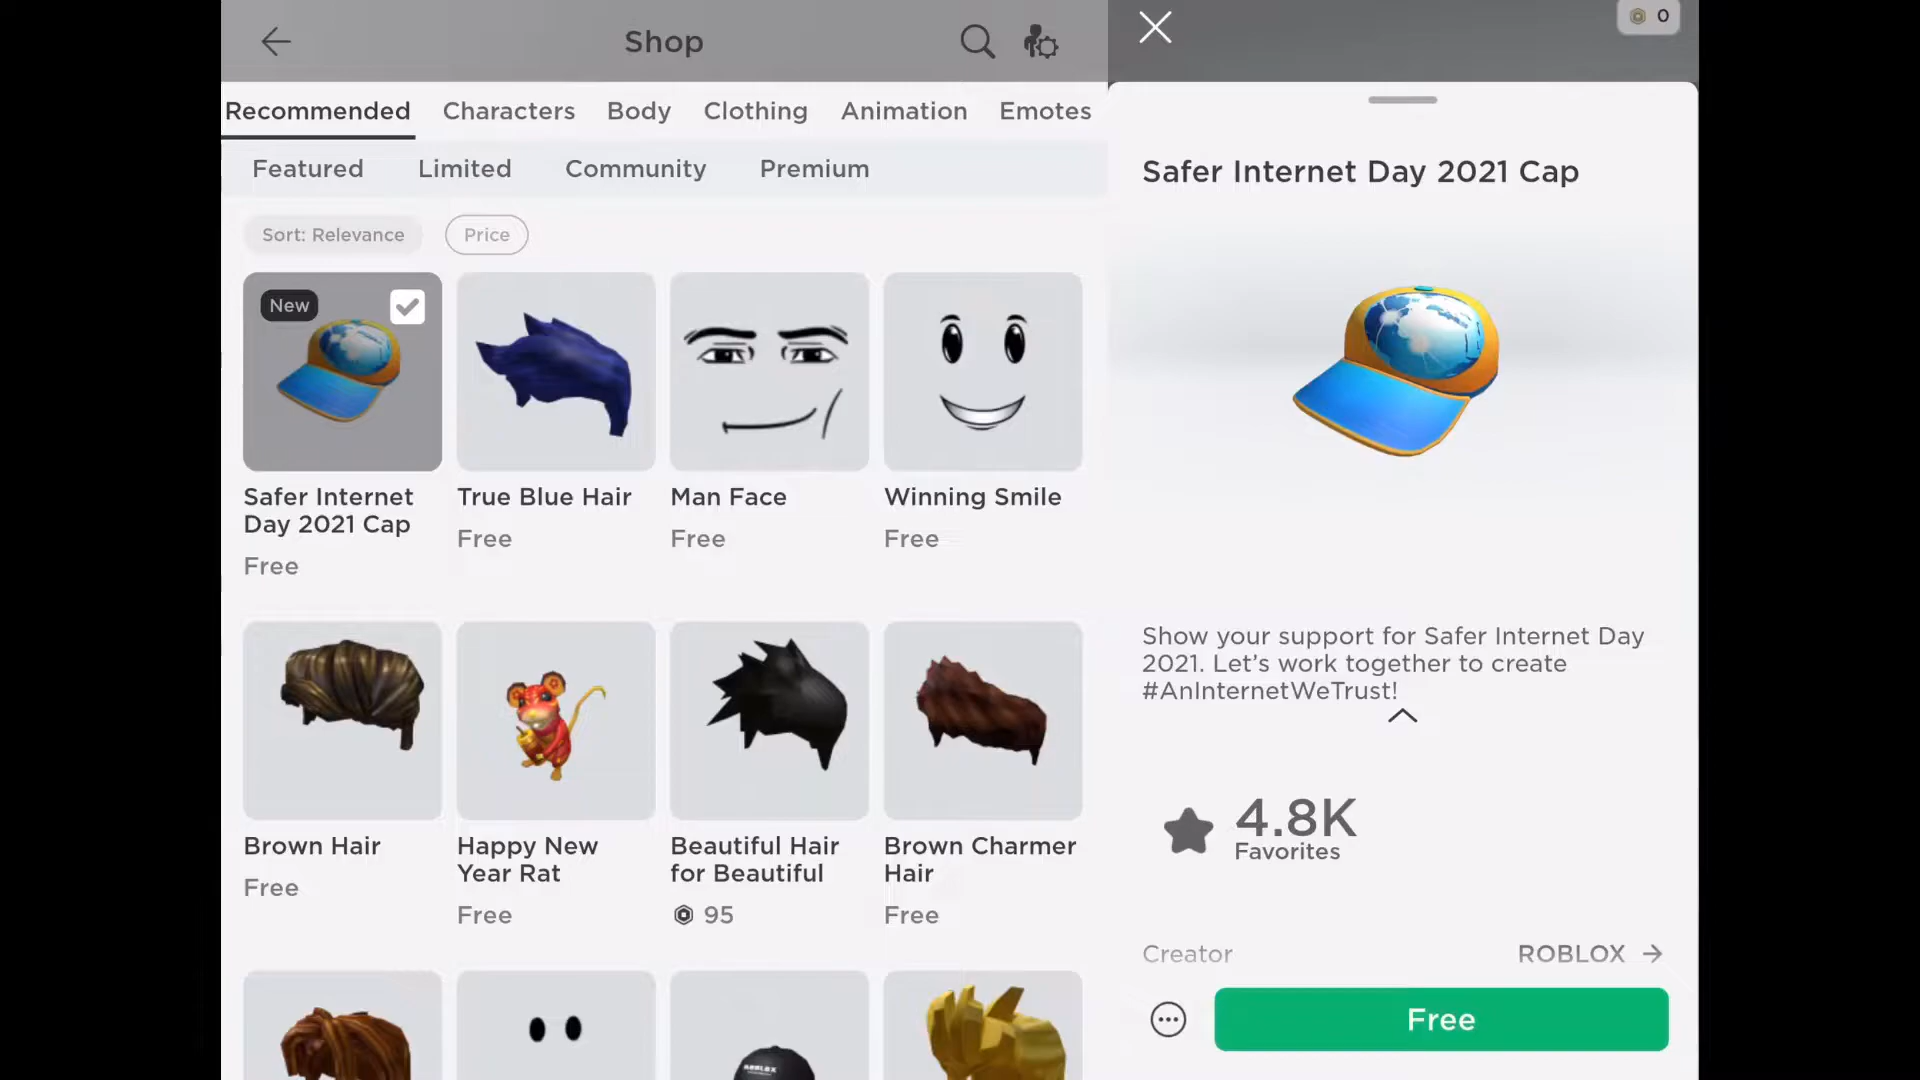 Shop
0
Recommended Characters Body Clothing Animation Emotes
Featured Limited Community Premium
Sort: Relevance Price
New
Safer Internet
Day 2021 Cap
Free
True Blue Hair
Free
Man Face
Free
Winning Smile
Free
Brown Hair
Free
Happy New
Year Rat
Free
Beautiful Hair
for Beautiful
95
Brown Charmer
Hair
Free
ROBLOX
Safer Internet Day 2021 Cap
Show your support for Safer Internet Day
2021. Let's work together to create
#AnInternetWeTrust!
4.8K
Favorites
Creator ROBLOX
Free